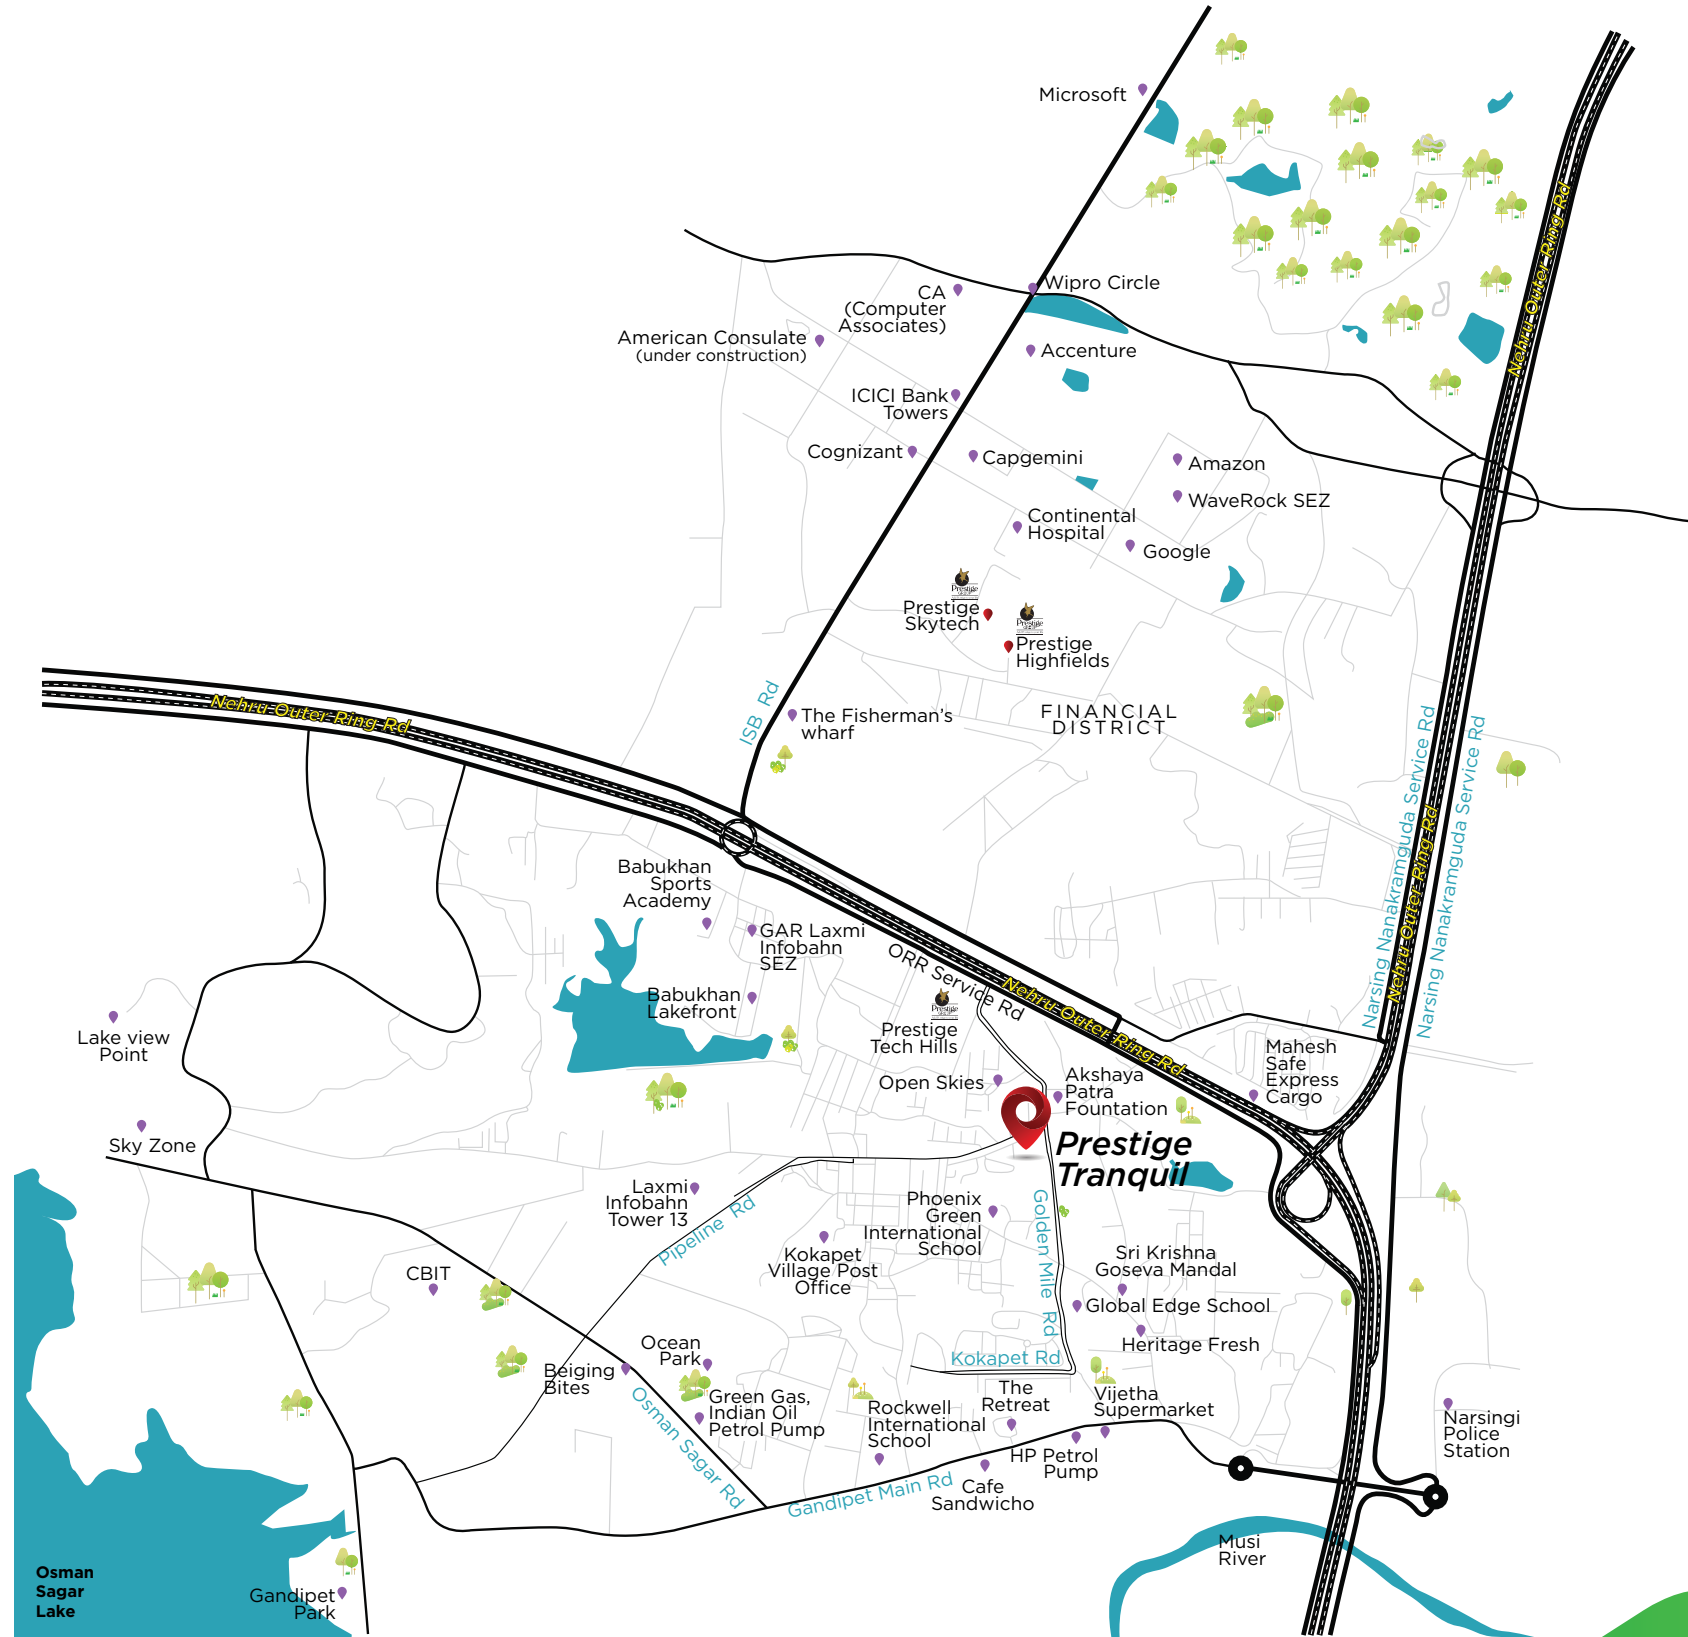 Microsoft
Nehru Outer Ring Rd
Wipro Circle
CA
(Computer
Associates)
American Consulate
(under construction)
Accenture
ICICI Bank
Towers
Cognizant
Capgemini
Amazon
WaveRock SEZ
Continental
Hospital
Google
Prestige
Prestige
Skytech
Prestige
Prestige
Highfields
Nehru Outer Ring Rd
ISB Rd
The Fisherman's
wharf
FINANCIAL
DISTRICT
Narsing Nanakramguda Service Rd
Narsing Nanakramguda Service Rd
Nehru Outer Ring Rd
Babukhan
Sports
Academy
GAR Laxmi
Infobahn
SEZ
ORR Service Rd
Nehru Outer Ring Rd
Babukhan
Lakefront
Prestige
Prestige
Tech Hills
Lake view
Point
Open Skies
Akshaya
Patra
Fountation
Mahesh
Safe
Express
Cargo
Sky Zone
Prestige
Tranquil
Laxmi
Infobahn
Tower 13
Pipeline Rd
Phoenix
Green
International
School
Golden Mile Rd
Kokapet
Village Post
Office
Sri Krishna
Goseva Mandal
CBIT
Global Edge School
Heritage Fresh
Ocean
Park
Kokapet Rd
Beiging
Bites
Osman Sagar Rd
Green Gas,
Indian Oil
Petrol Pump
The
Retreat
Vijetha
Supermarket
Rockwell
International
School
HP Petrol
Pump
Narsingi
Police
Station
Cafe
Sandwicho
Gandipet Main Rd
Musi
River
Osman
Sagar
Lake
Gandipet
Park